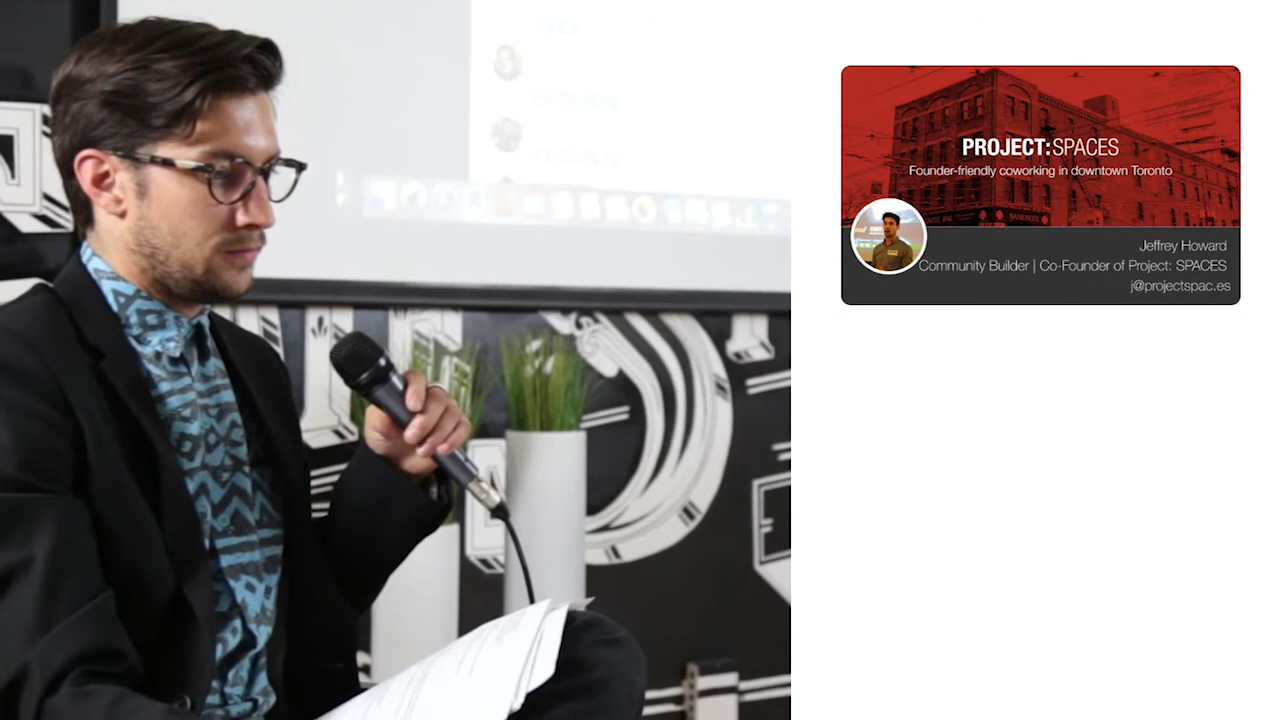 PROJECT:SPACES
Founder-friendly coworking in downtown Toronto
Jeffrey Howard
Community Builder | Co-Founder of Project: SPACES
j@projectspac.es